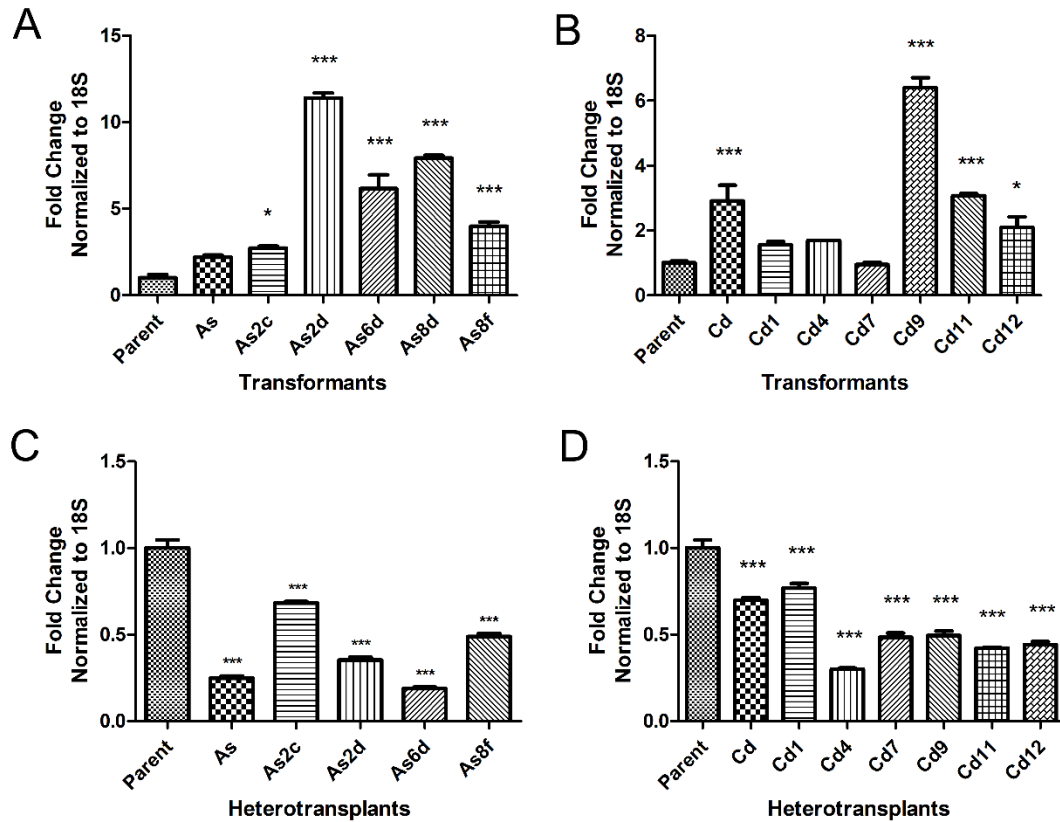 A
Fold Change
Normalized to 18S
15
10
5
0
***
***
***
***
*
Parent
As
As2c
As2d
As6d
As8d
As8f
Transformants
B
Fold Change
Normalized to 18S
8
6
4
2
0
***
***
***
*
Parent
Cd
Cd1
Cd4
Cd7
Cd9
Cd11
Cd12
Transformants
C
Fold Change
Normalized to 18S
1.5
1.0
0.5
0.0
***
***
***
***
***
Parent
As
As2c
As2d
As6d
As8f
Heterotransplants
D
Fold Change
Normalized to 18S
1.5
1.0
0.5
0.0
***
***
***
***
***
***
***
Parent
Cd
Cd1
Cd4
Cd7
Cd9
Cd11
Cd12
Heterotransplants